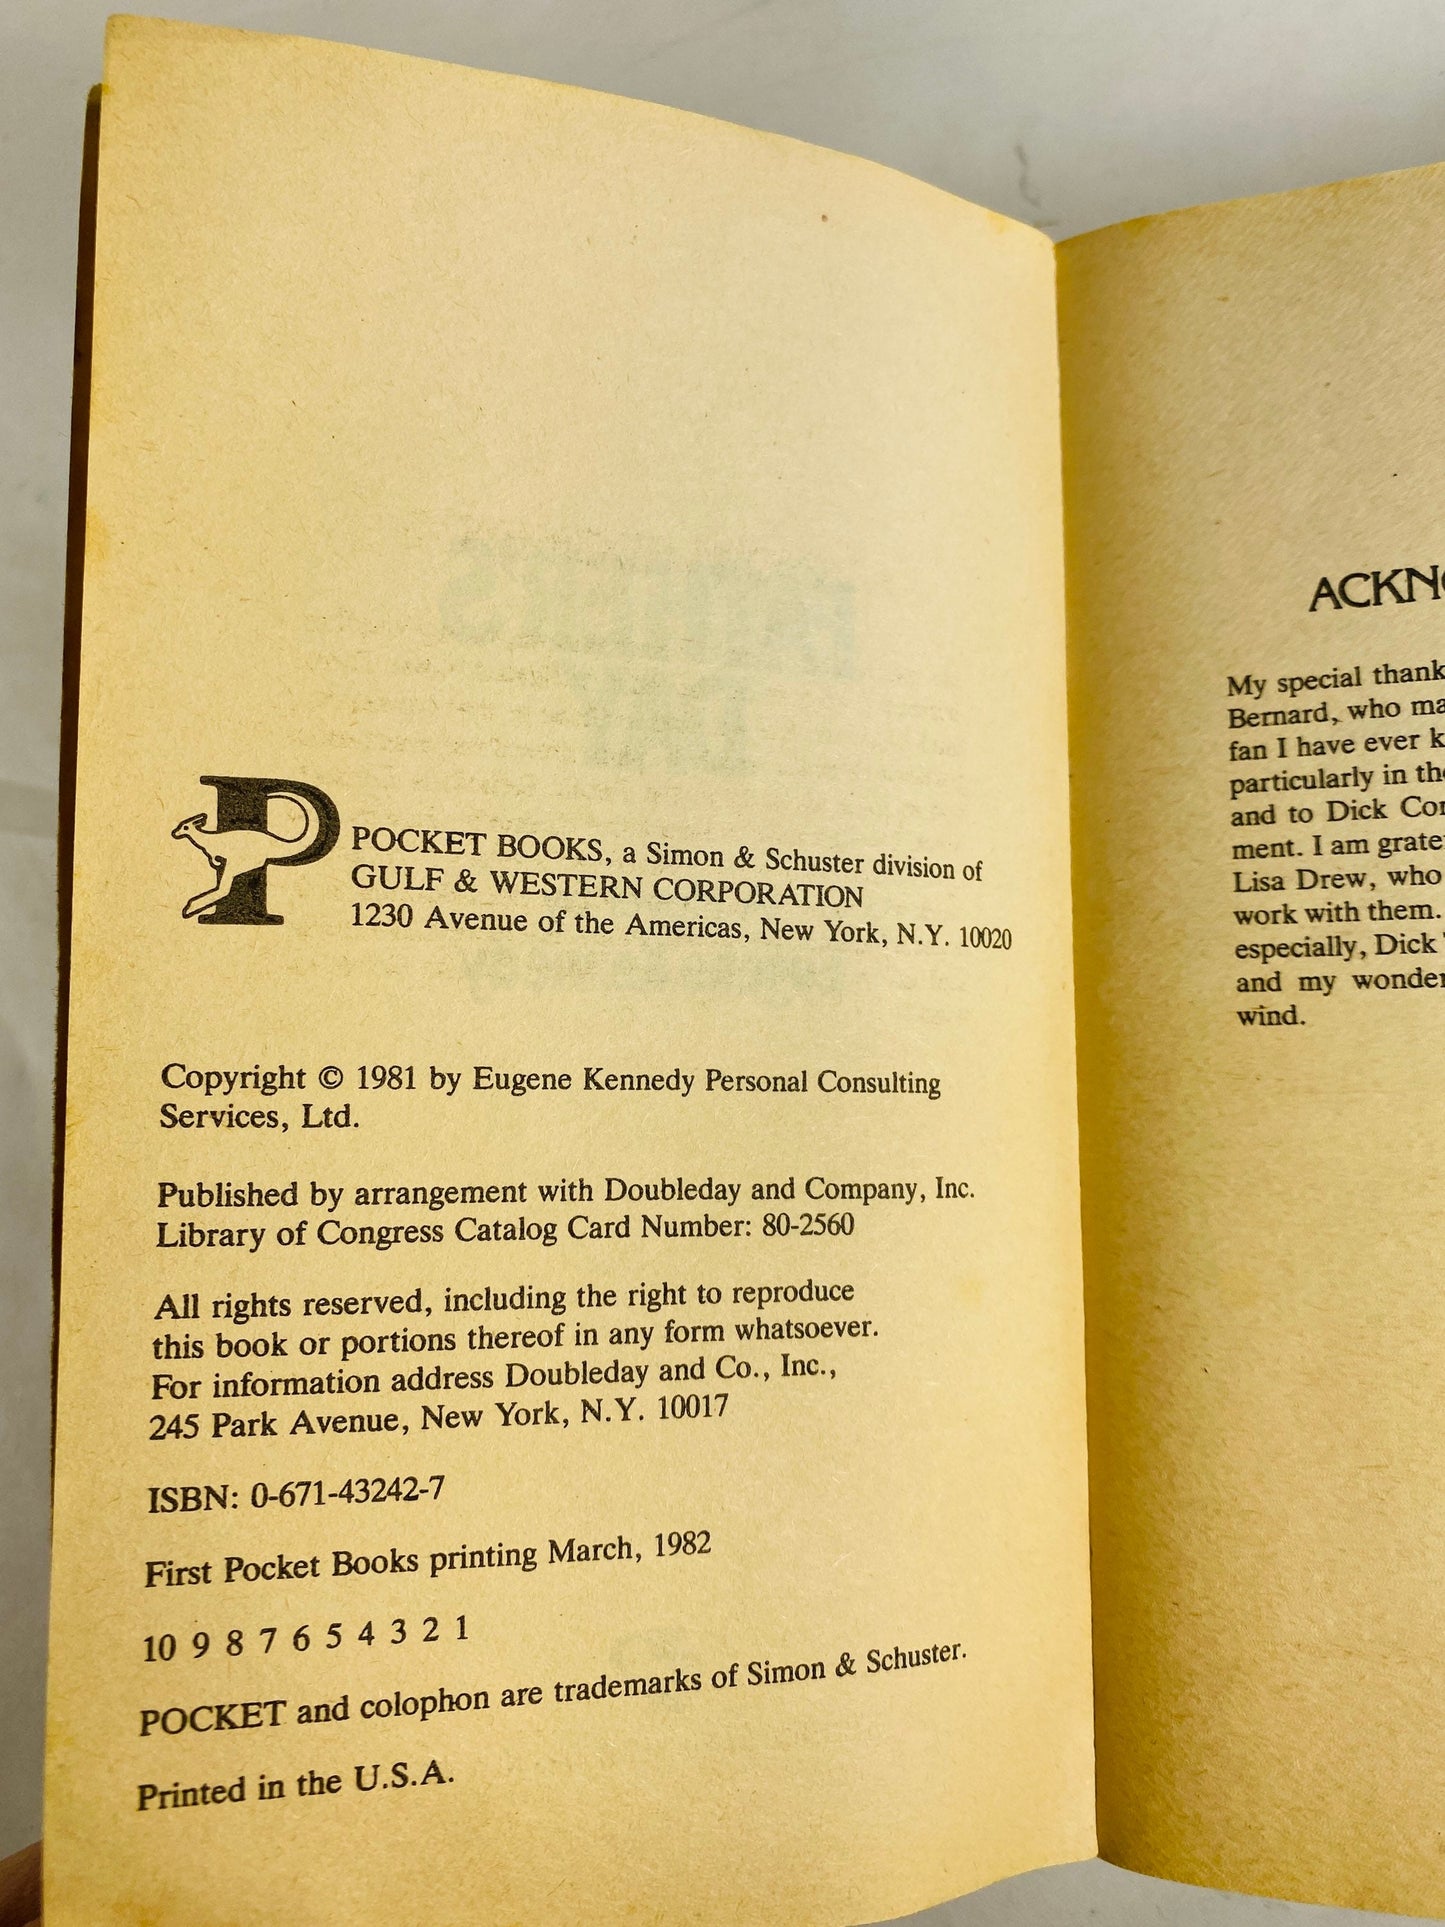 POCKET BOOKS, a Simon & Schuster division of
GULF & WESTERN CORPORATION
1230 Avenue of the Americas, New York, N.Y. 10020
Copyright © 1981 by Eugene Kennedy Personal Consulting
Services, Ltd.
Published by arrangement with Doubleday and Company, Inc.
Library of Congress Catalog Card Number: 80-2560
All rights reserved, including the right to reproduce
this book or portions thereof in any form whatsoever.
For information address Doubleday and Co., Inc.,
245 Park Avenue, New York, N.Y. 10017
ISBN: 0-671-43242-7
First Pocket Books printing March, 1982
10 9 8 7 6 5 4 3 2 1
POCKET and colophon are trademarks of Simon & Schuster.
Printed in the U.S.A.
My special
Bernard, who
fan I have ever
particularly in
and to Dick
ment. I am
Lisa Drew, who
work with them.
especially, Dick
and my
wind.